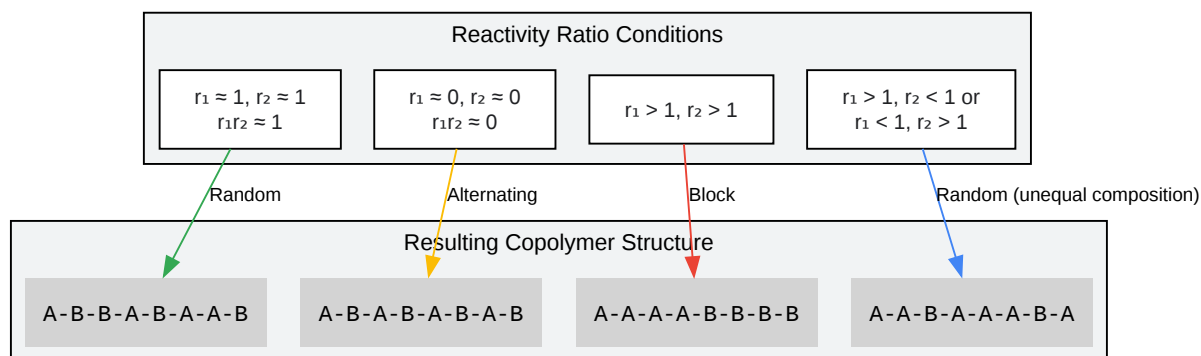 Reactivity Ratio Conditions
r₁ ≈ 1, r₂ ≈ 1
r₁r₂ ≈ 1
r₁ ≈ 0, r₂ ≈ 0
r₁r₂ ≈ 0
r₁ > 1, r₂ > 1
r₁ > 1, r₂ < 1 or
r₁ < 1, r₂ > 1
Random
Alternating
Block
Random (unequal composition)
Resulting Copolymer Structure
A-B-B-A-B-A-A-B
A-B-A-B-A-B-A-B
A-A-A-A-B-B-B-B
A-A-B-A-A-A-B-A